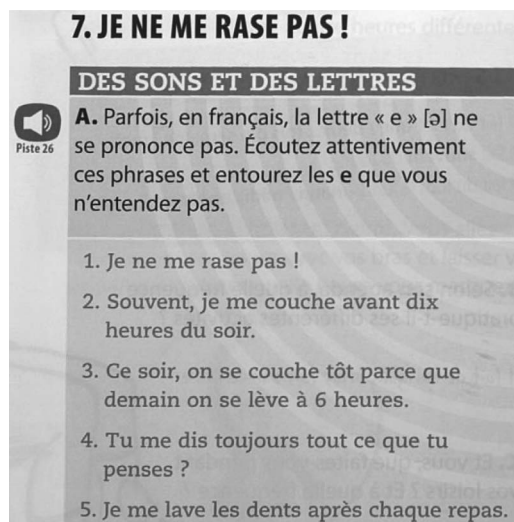 7. JE NE ME RASE PAS !
DES SONS ET DES LETTRES
Piste 26
A. Parfois, en français, la lettre « e » [ə] ne
se prononce pas. Écoutez attentivement
ces phrases et entourez les e que vous
n'entendez pas.
1. Je ne me rase pas !
2. Souvent, je me couche avant dix
heures du soir.
3. Ce soir, on se couche tôt parce que
demain on se lève à 6 heures.
4. Tu me dis toujours tout ce que tu
penses ?
5. Je me lave les dents après chaque repas.